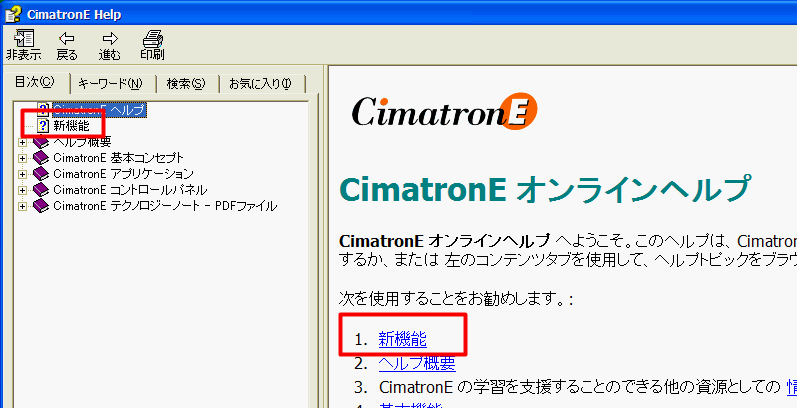 CimatronE Help
非表示 戻る 進む 印刷
目次(C) キーワード(N) 検索(S) お気に入り(I)
CimatronE ヘルプ
新機能
ヘルプ概要
CimatronE 基本コンセプト
CimatronE アプリケーション
CimatronE コントロールパネル
CimatronE テクノロジーノート - PDFファイル
CimatronE
CimatronE オンラインヘルプ
CimatronE オンラインヘルプ へようこそ。このヘルプは、Cimatron
するか、または 左のコンテンツタブを使用して、ヘルプトピックをブラウ
次を使用することをお勧めします。:
1. 新機能
2. ヘルプ概要
3. CimatronE の学習を支援することのできる他の資源としての 情
4. 基本機能